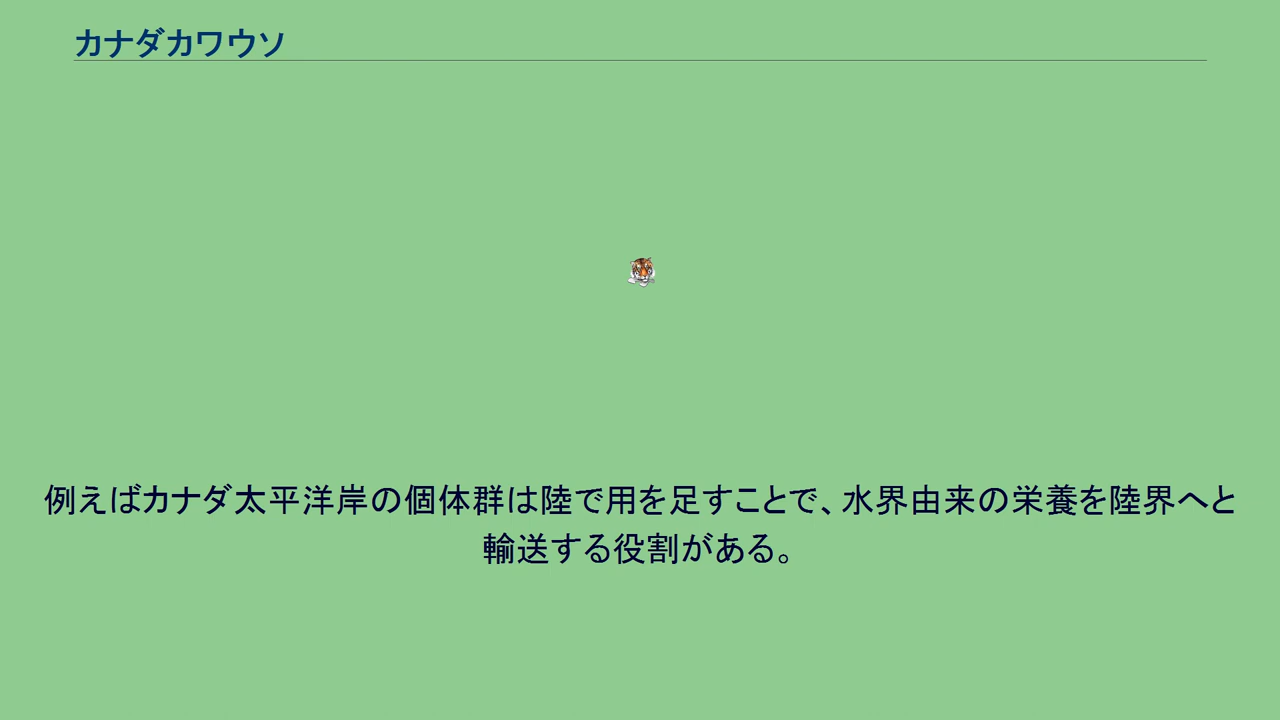 カナダカワウソ
例えばカナダ太平洋岸の個体群は陸で用を足すことで、水界由来の栄養を陸界へと
輸送する役割がある。